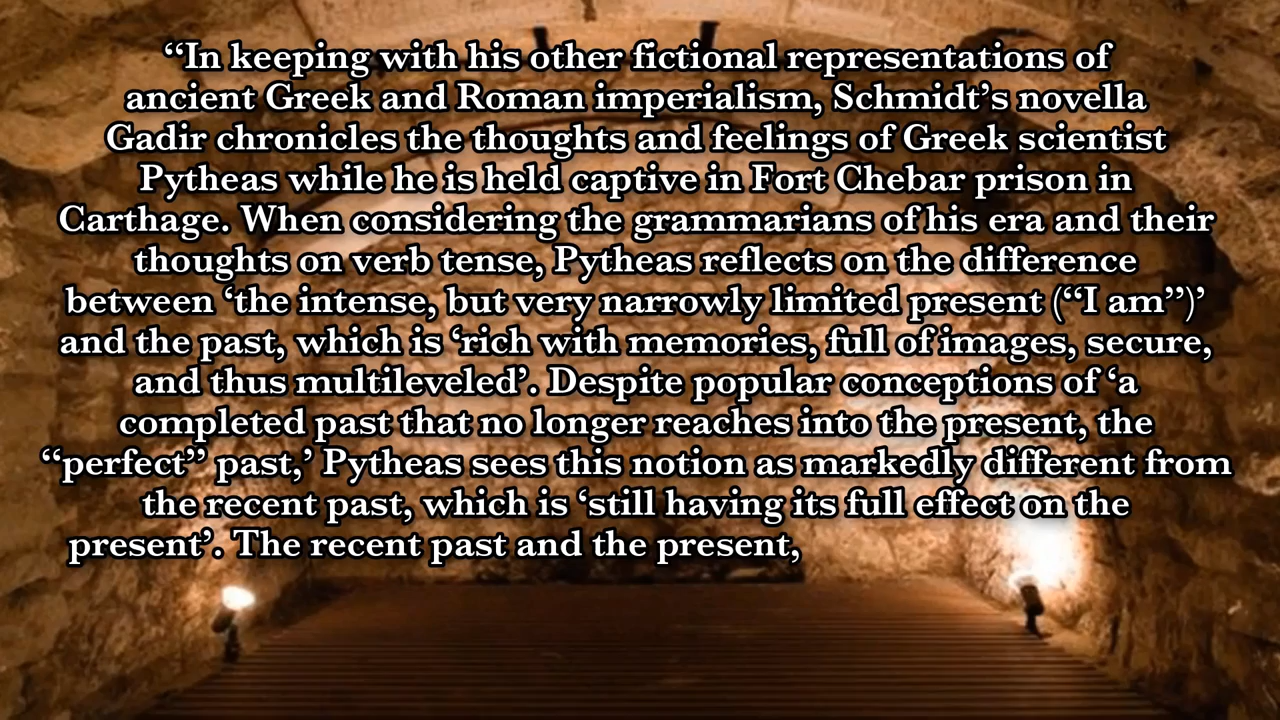 “In keeping with his other fictional representations of
ancient Greek and Roman imperialism, Schmidt’s novella
Gadir chronicles the thoughts and feelings of Greek scientist
Pytheas while he is held captive in Fort Chebar prison in
Carthage. When considering the grammarians of his era and their
thoughts on verb tense, Pytheas reflects on the difference
between ‘the intense, but very narrowly limited present (“I am”)’
and the past, which is ‘rich with memories, full of images, secure,
and thus multileveled’. Despite popular conceptions of ‘a
completed past that no longer reaches into the present, the
“perfect” past,’ Pytheas sees this notion as markedly different from
the recent past, which is ‘still having its full effect on the
present’. The recent past and the present,